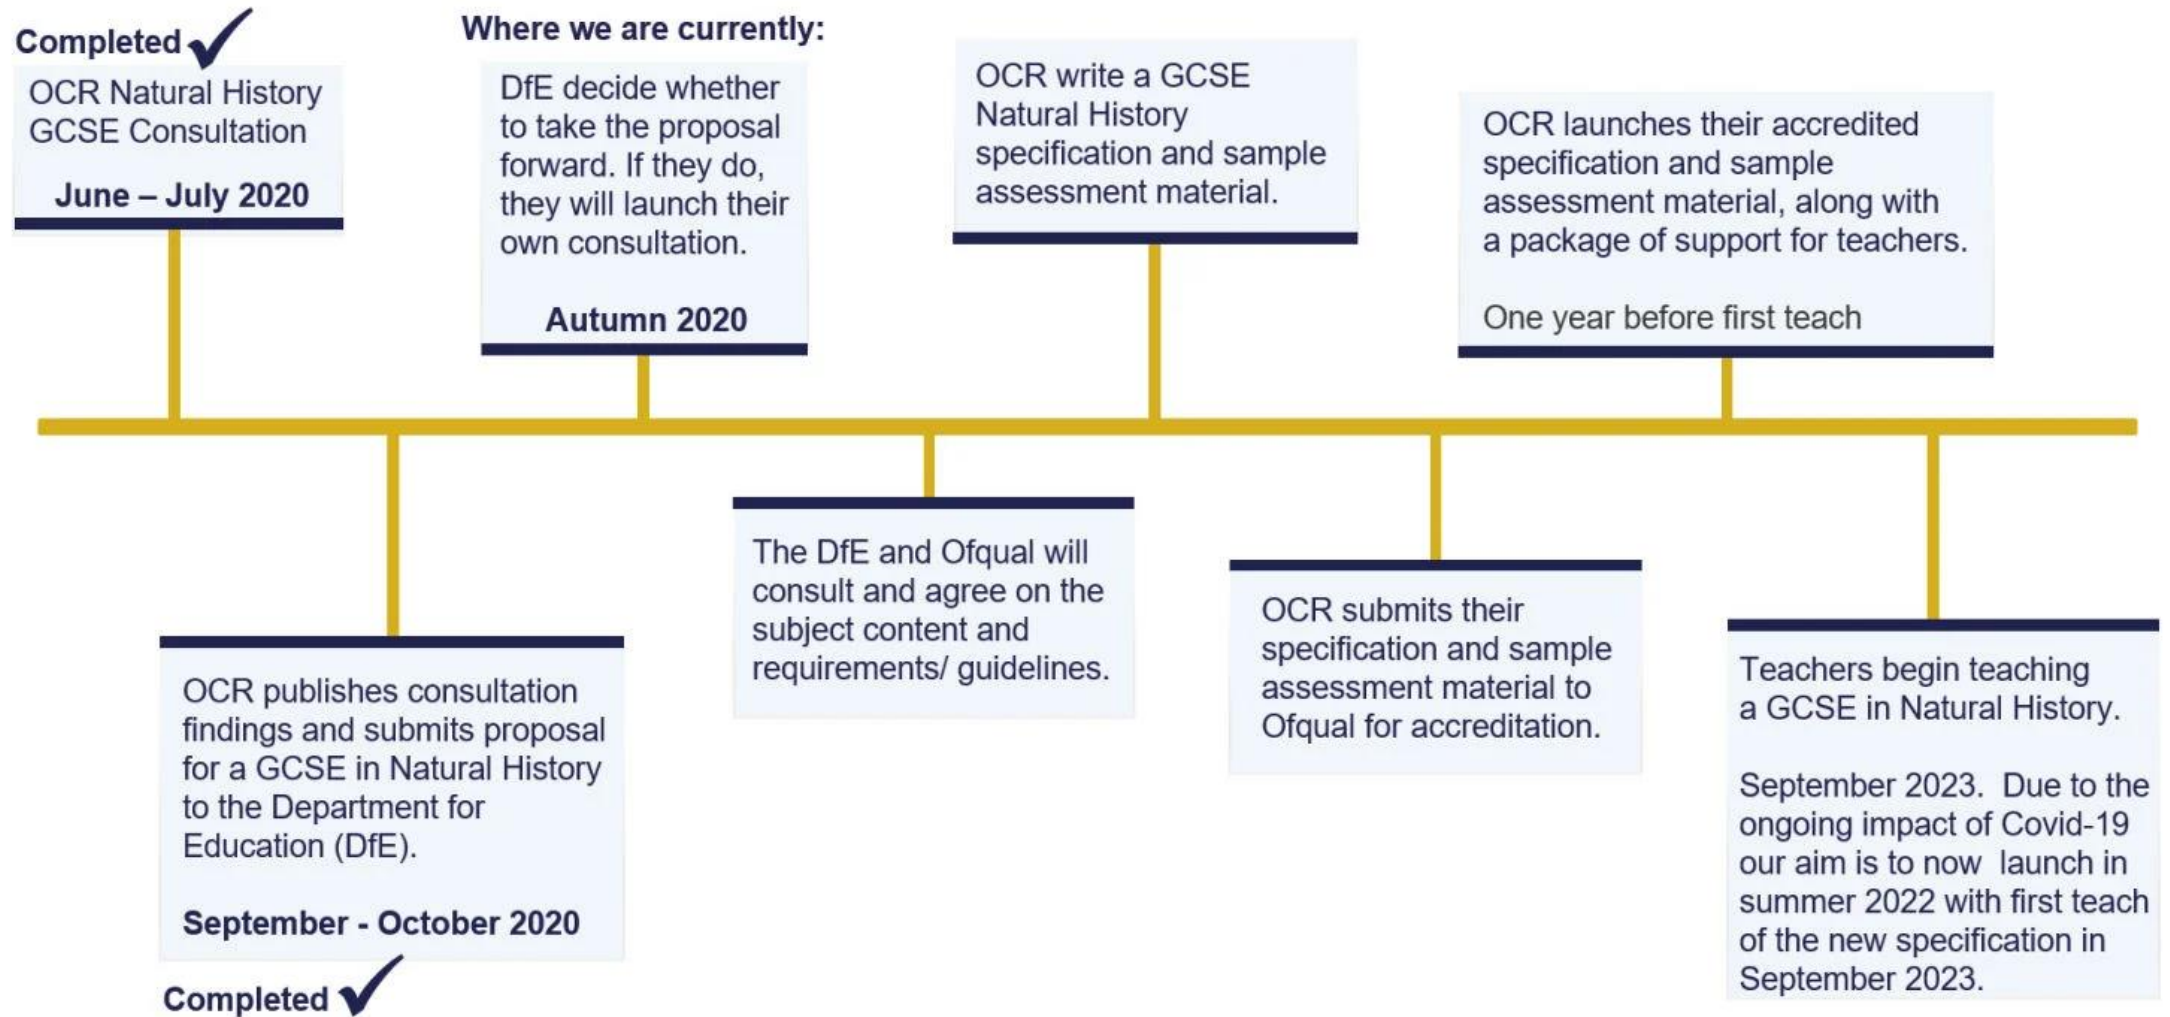 Completed
OCR Natural History
GCSE Consultation
June – July 2020
OCR publishes consultation
findings and submits proposal
for a GCSE in Natural History
to the Department for
Education (DfE).
September - October 2020
Completed
Where we are currently:
DfE decide whether
to take the proposal
forward. If they do,
they will launch their
own consultation.
Autumn 2020
The DfE and Ofqual will
consult and agree on the
subject content and
requirements/ guidelines.
OCR write a GCSE
Natural History
specification and sample
assessment material.
OCR submits their
specification and sample
assessment material to
Ofqual for accreditation.
OCR launches their accredited
specification and sample
assessment material, along with
a package of support for teachers.
One year before first teach
Teachers begin teaching
a GCSE in Natural History.
September 2023.  Due to the
ongoing impact of Covid-19
our aim is to now  launch in
summer 2022 with first teach
of the new specification in
September 2023.